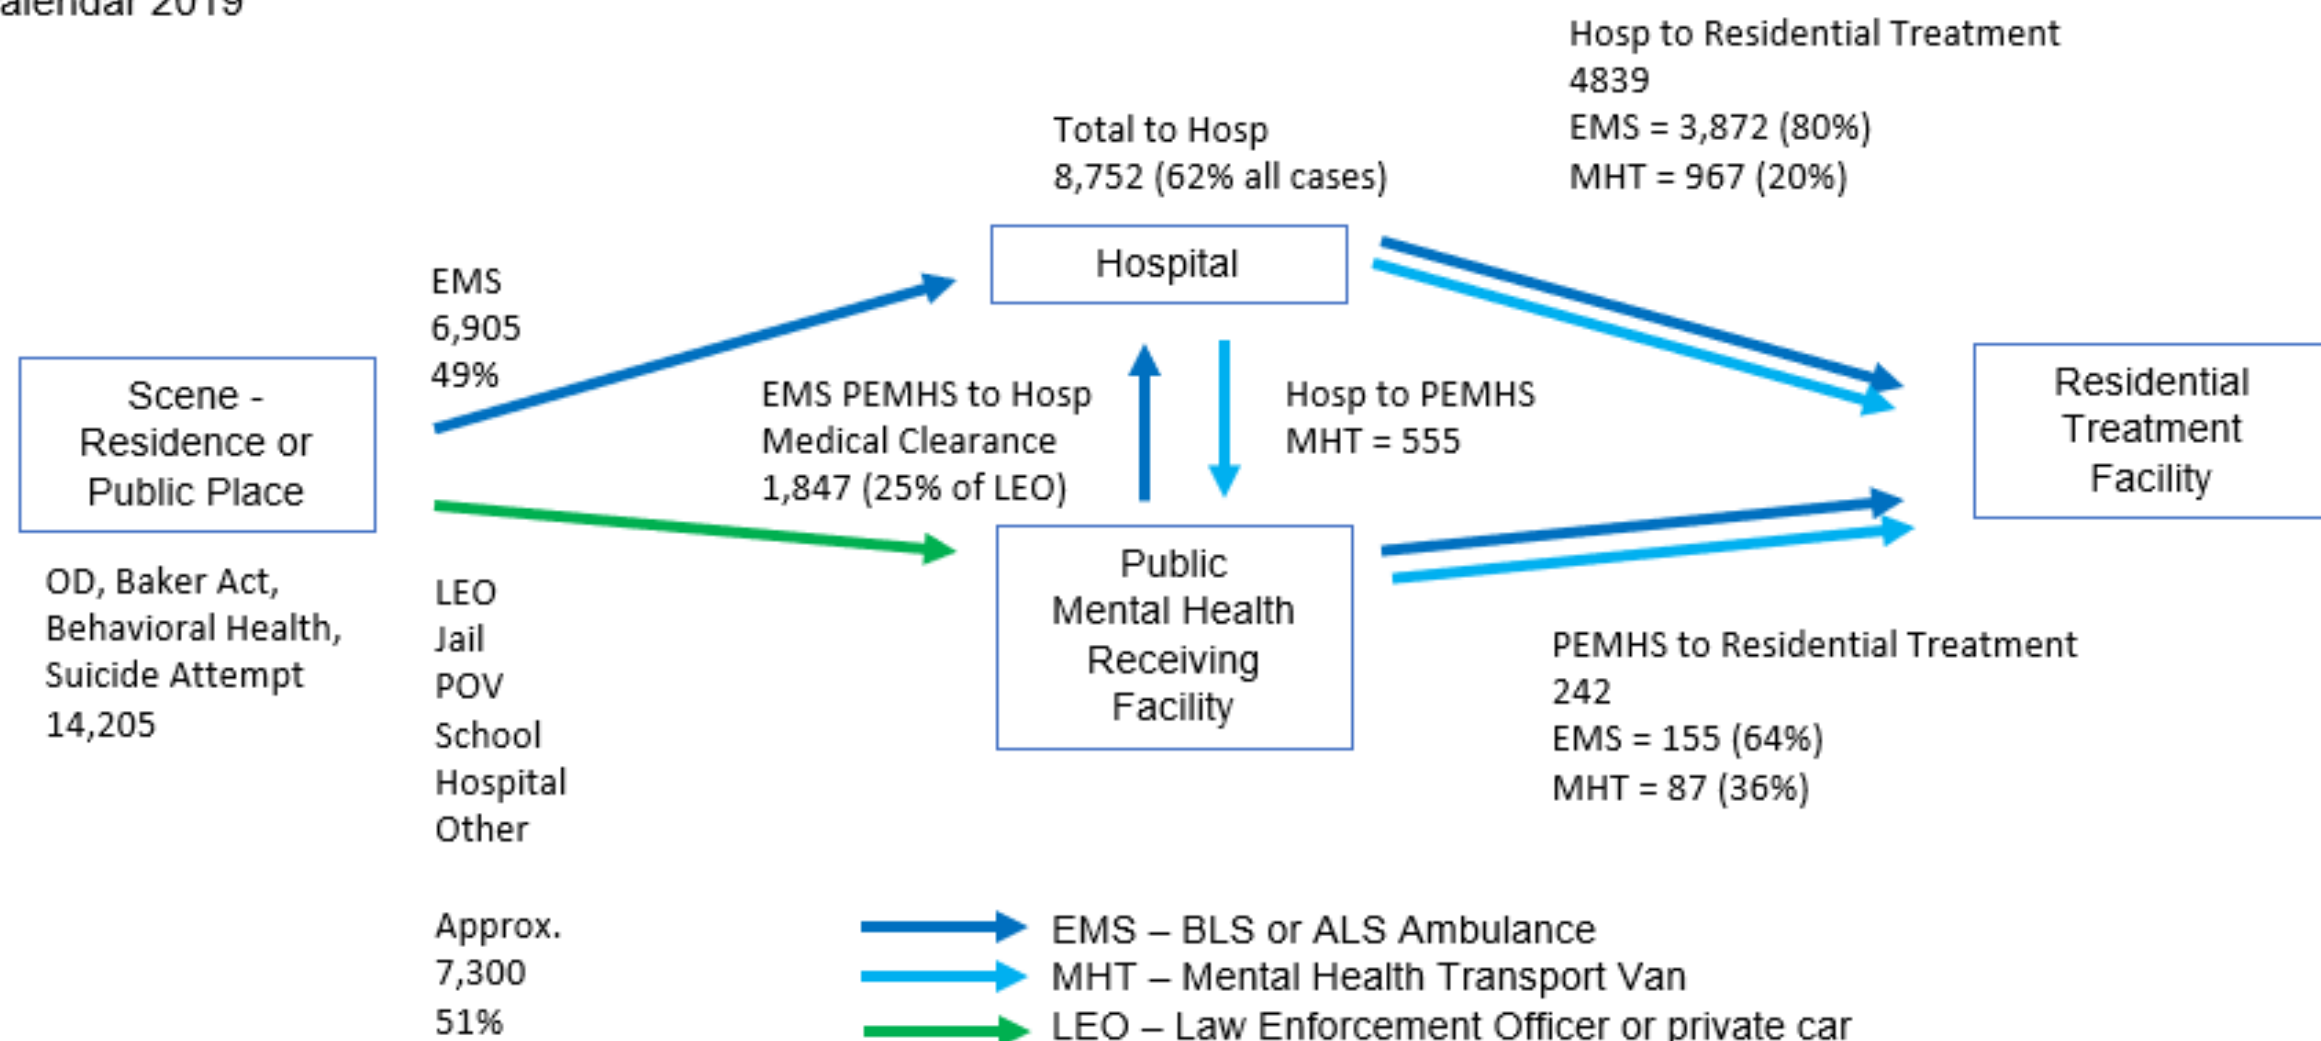 alendar 2019
Hosp to Residential Treatment
4839
EMS = 3,872 (80%)
MHT = 967 (20%)
Total to Hosp
8,752 (62% all cases)
Hospital
EMS
6,905
49%
Scene -
Residence or
Public Place
EMS PEMHS to Hosp
Medical Clearance
1,847 (25% of LEO)
Hosp to PEMHS
MHT = 555
Residential
Treatment
Facility
OD, Baker Act,
Behavioral Health,
Suicide Attempt
14,205
LEO
Jail
POV
School
Hospital
Other
Approx.
7,300
51%
Public
Mental Health
Receiving
Facility
PEMHS to Residential Treatment
242
EMS = 155 (64%)
MHT = 87 (36%)
EMS – BLS or ALS Ambulance
MHT – Mental Health Transport Van
LEO – Law Enforcement Officer or private car